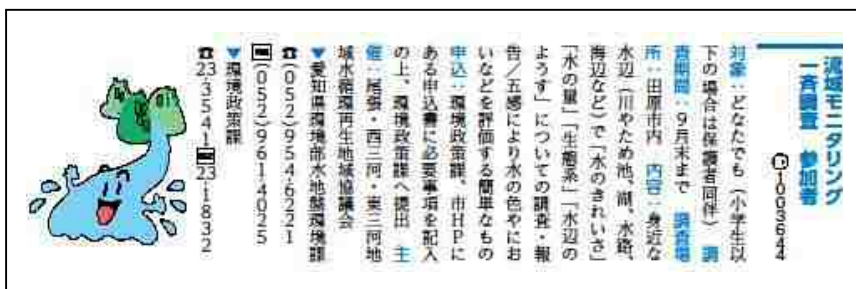 流域モニタリング
一斉調査　参加者
1003644
対象：どなたでも（小学生以
下の場合は保護者同伴）　調
査期間：９月末まで　調査場
所：田原市内　内容：身近な
水辺（川やため池、湖、水路、
海辺など）で「水のきれいさ」
「水の量」「生態系」「水辺の
ようす」についての調査・報
告／五感により水の色やにお
いなどを評価する簡単なもの
申込：環境政策課、市HPに
ある申込書に必要事項を記入
の上、環境政策課へ提出　主
催：尾張・西三河・東三河地
域水循環再生地域協議会
▼愛知県環境部水地盤環境課
☎（052）954-6221
FAX（052）961-4025
▼環境政策課
☎23-3541 FAX23-1832